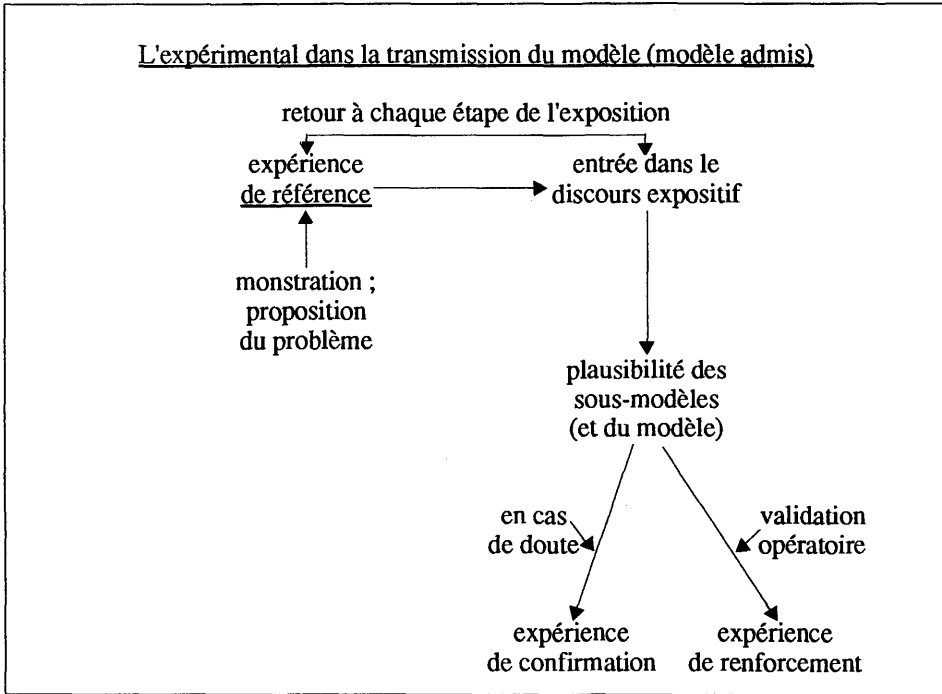 L'expérimental dans la transmission du modèle (modèle admis)
retour à chaque étape de l'exposition
expérience
de référence
entrée dans le
discours expositif
monstration ;
proposition
du problème
plausibilité des
sous-modèles
(et du modèle)
en cas
de doute
validation
opératoire
expérience
de confirmation
expérience
de renforcement